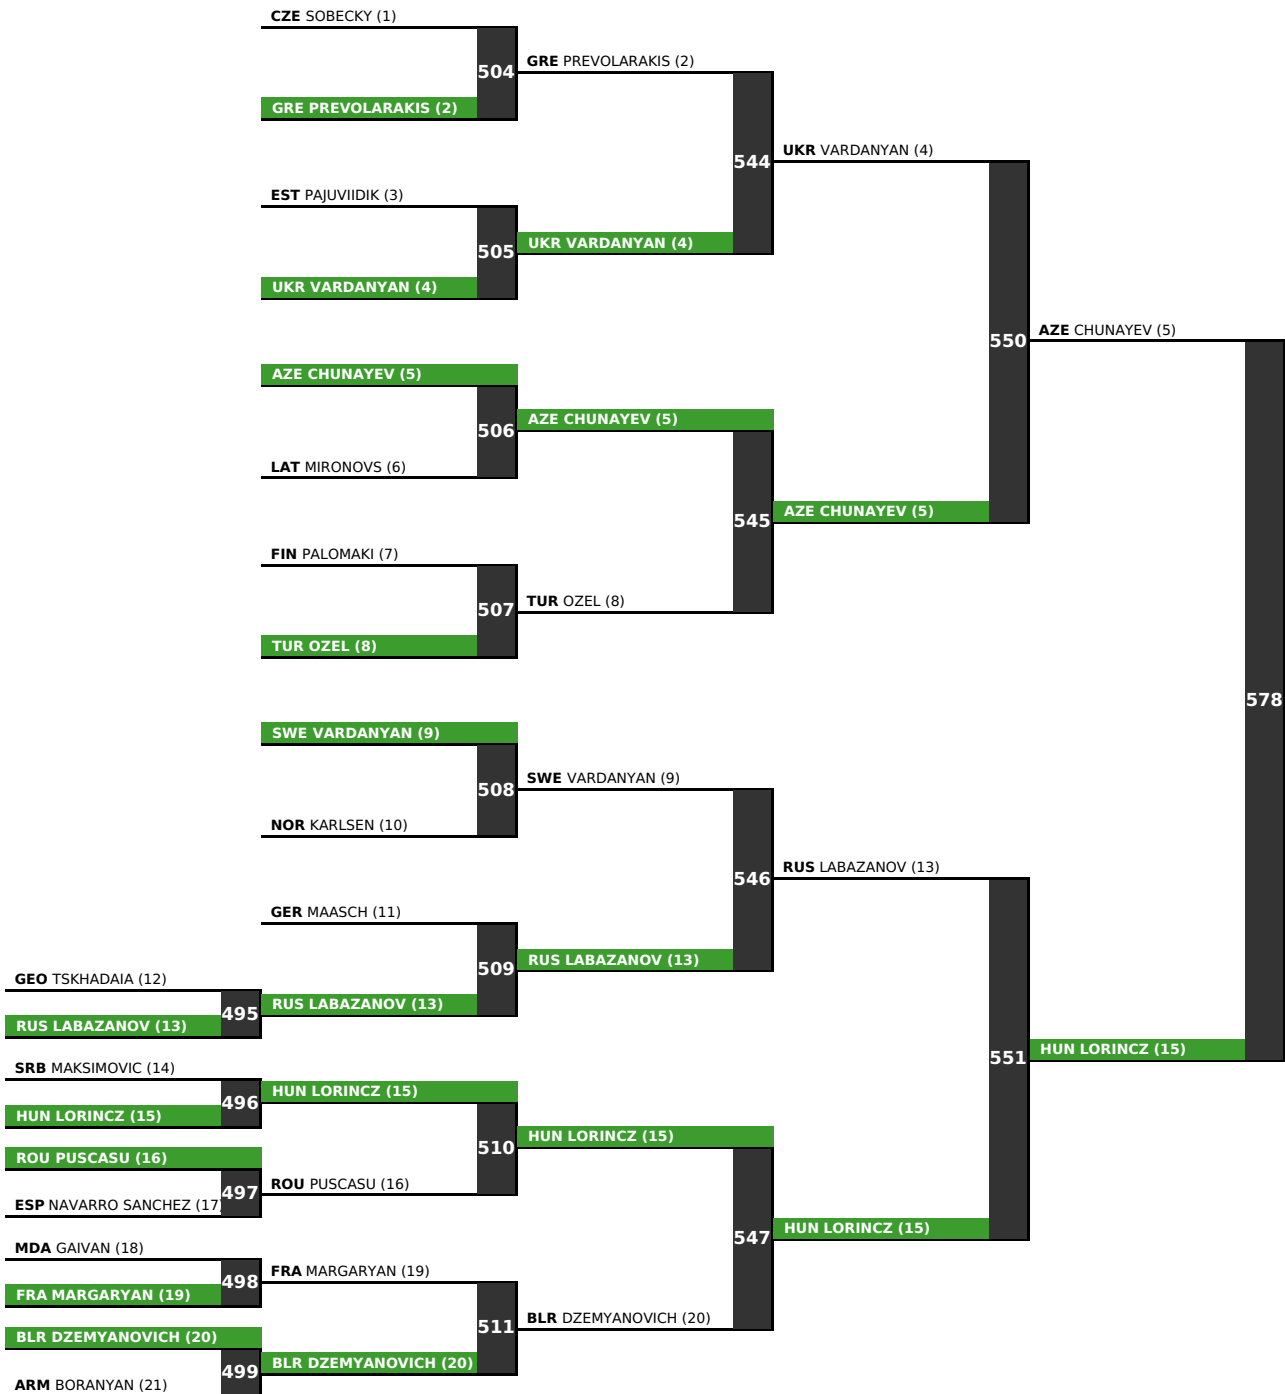 CZE SOBECKY (1)
504
GRE PREVOLARAKIS (2)
GRE PREVOLARAKIS (2)
544
UKR VARDANYAN (4)
EST PAJUVIIDIK (3)
505
UKR VARDANYAN (4)
UKR VARDANYAN (4)
550
AZE CHUNAYEV (5)
AZE CHUNAYEV (5)
506
AZE CHUNAYEV (5)
LAT MIRONOVS (6)
545
AZE CHUNAYEV (5)
FIN PALOMAKI (7)
507
TUR OZEL (8)
TUR OZEL (8)
578
SWE VARDANYAN (9)
508
SWE VARDANYAN (9)
NOR KARLSEN (10)
546
RUS LABAZANOV (13)
GER MAASCH (11)
509
RUS LABAZANOV (13)
GEO TSKHADAIA (12)
495
RUS LABAZANOV (13)
RUS LABAZANOV (13)
551
HUN LORINCZ (15)
SRB MAKSIMOVIC (14)
496
HUN LORINCZ (15)
HUN LORINCZ (15)
510
HUN LORINCZ (15)
ROU PUSCASU (16)
497
ROU PUSCASU (16)
ESP NAVARRO SANCHEZ (17)
547
HUN LORINCZ (15)
MDA GAIVAN (18)
498
FRA MARGARYAN (19)
FRA MARGARYAN (19)
511
BLR DZEMYANOVICH (20)
BLR DZEMYANOVICH (20)
499
BLR DZEMYANOVICH (20)
ARM BORANYAN (21)